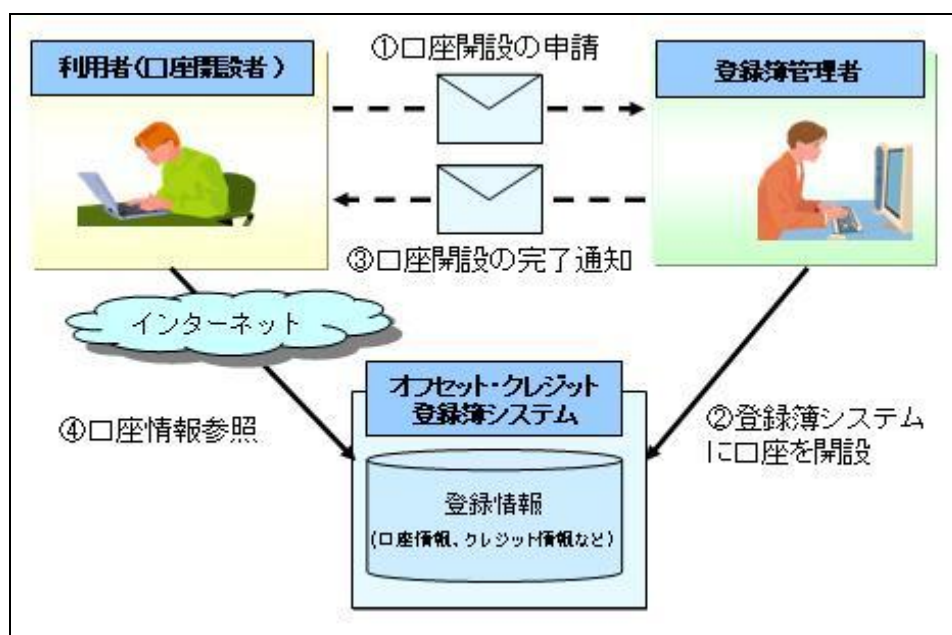 ①口座開設の申請
利用者(口座開設者)
登録簿管理者
③口座開設の完了通知
インターネット
オフセット・クレジット
登録簿システム
④口座情報参照
②登録簿システム
に口座を開設
登録情報
(口座情報、クレジット情報など)